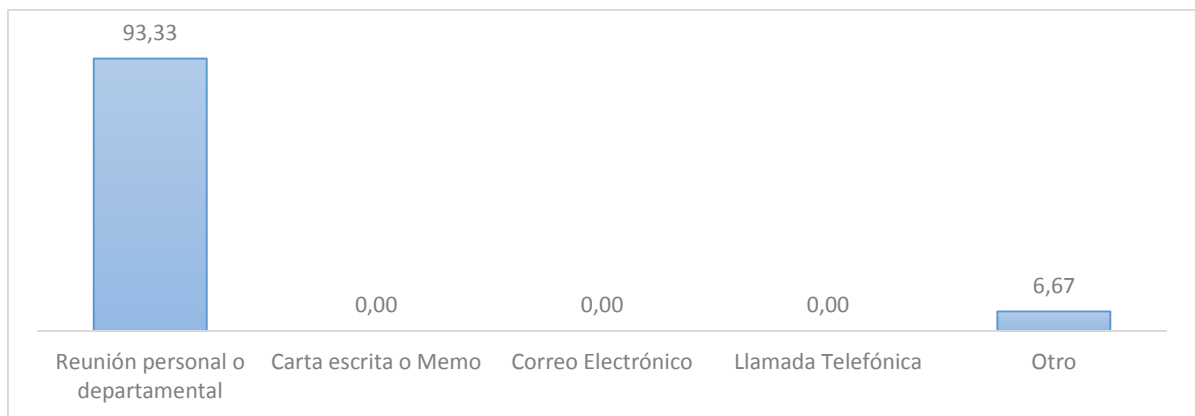 93,33
0,00
0,00
0,00
6,67
Reunión personal o
departamental
Carta escrita o Memo
Correo Electrónico
Llamada Telefónica
Otro